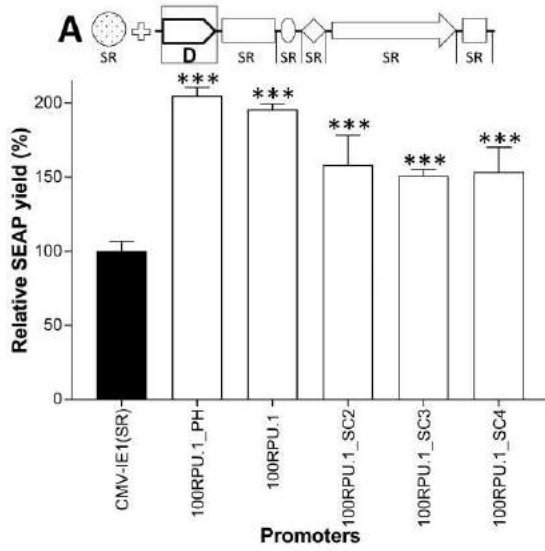 A
D
SR SR SR SR SR SR
Relative SEAP yield (%)
200
150
100
50
0
***
***
***
***
***
CMV-IE1(SR)
100RPU.1_PH
100RPU.1
100RPU.1_SC2
100RPU.1_SC3
100RPU.1_SC4
Promoters